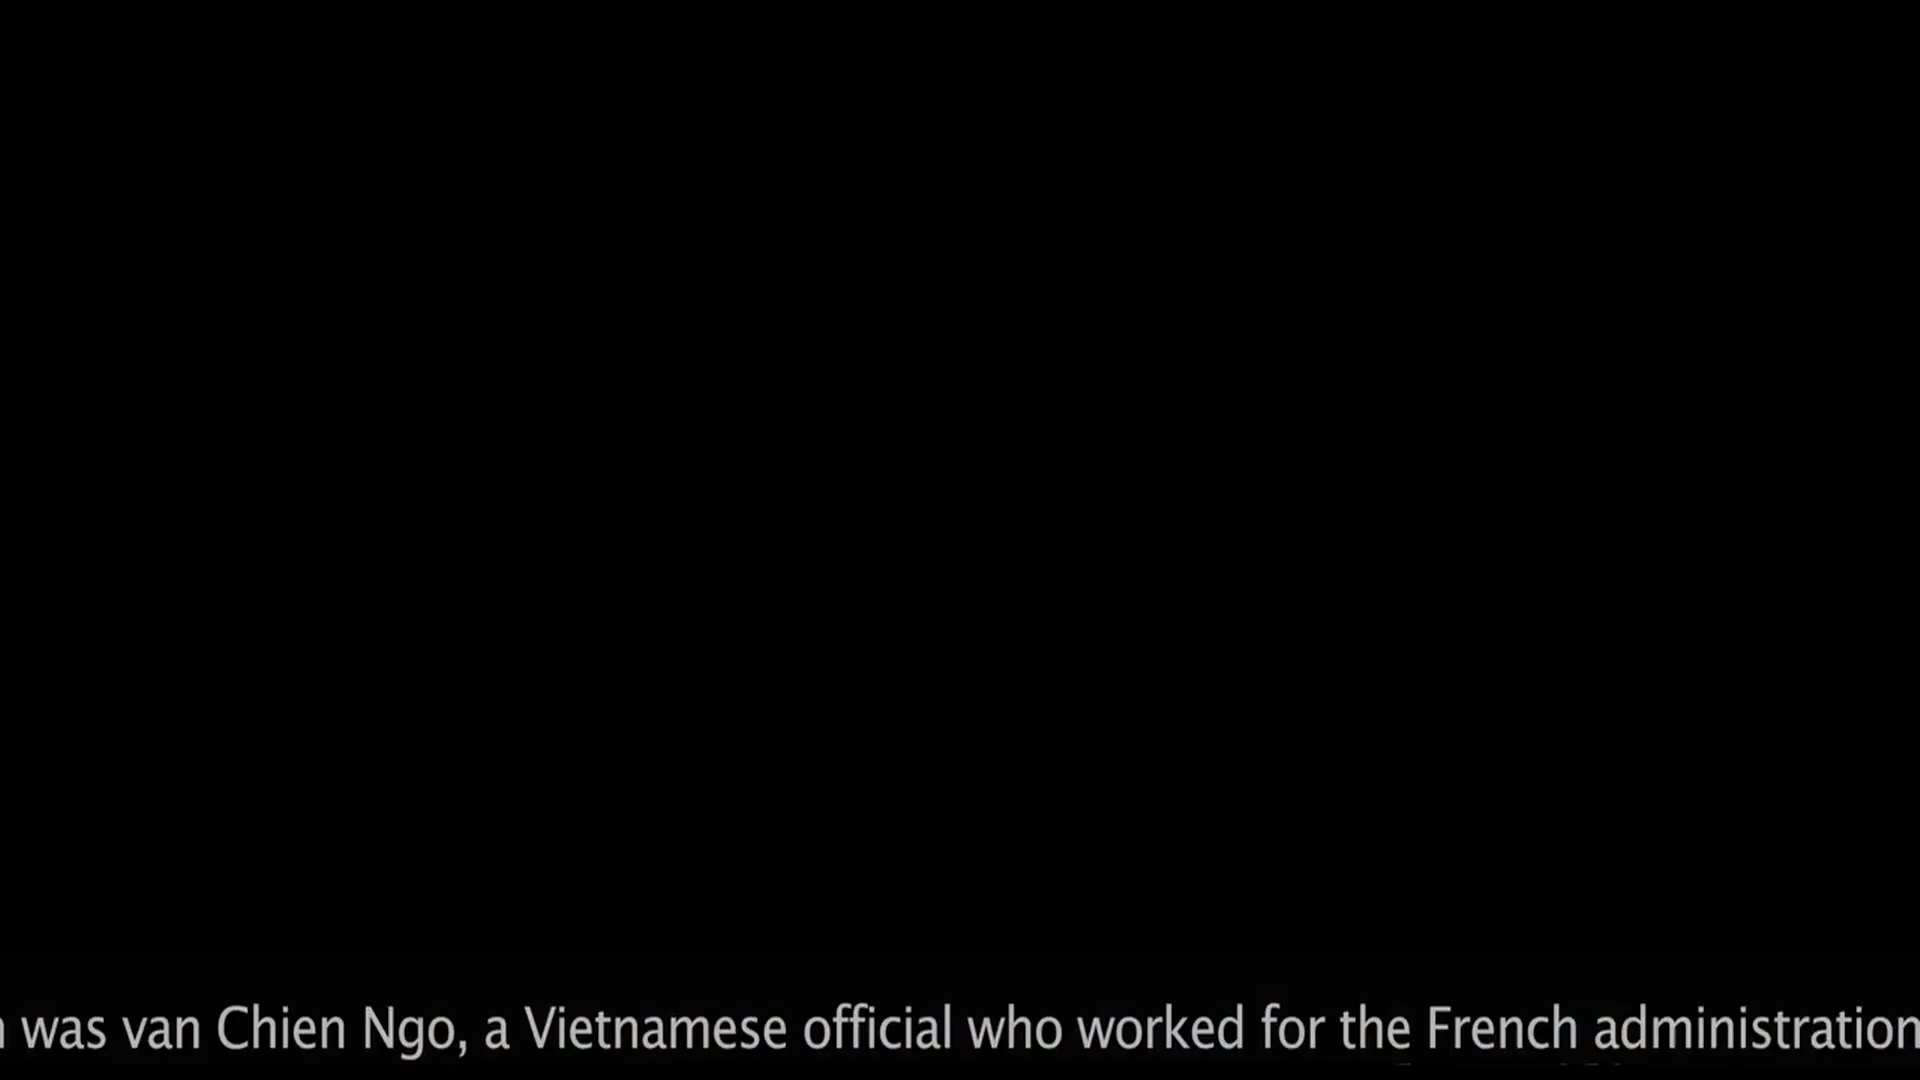 was van Chien Ngo, a Vietnamese official who worked for the French administration